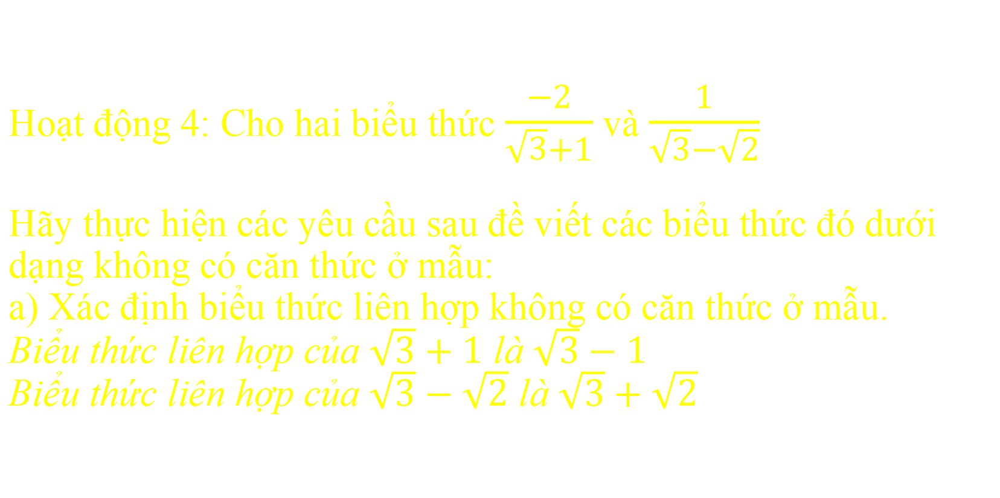 Hoạt động 4: Cho hai biểu thức $\frac{-2}{\sqrt{3}+1}$ và $\frac{1}{\sqrt{3}-\sqrt{2}}$
Hãy thực hiện các yêu cầu sau đề viết các biểu thức đó dưới
dạng không có căn thức ở mẫu:
a) Xác định biểu thức liên hợp không có căn thức ở mẫu.
Biểu thức liên hợp của $\sqrt{3} + 1$ là $\sqrt{3} - 1$
Biểu thức liên hợp của $\sqrt{3} - \sqrt{2}$ là $\sqrt{3} + \sqrt{2}$